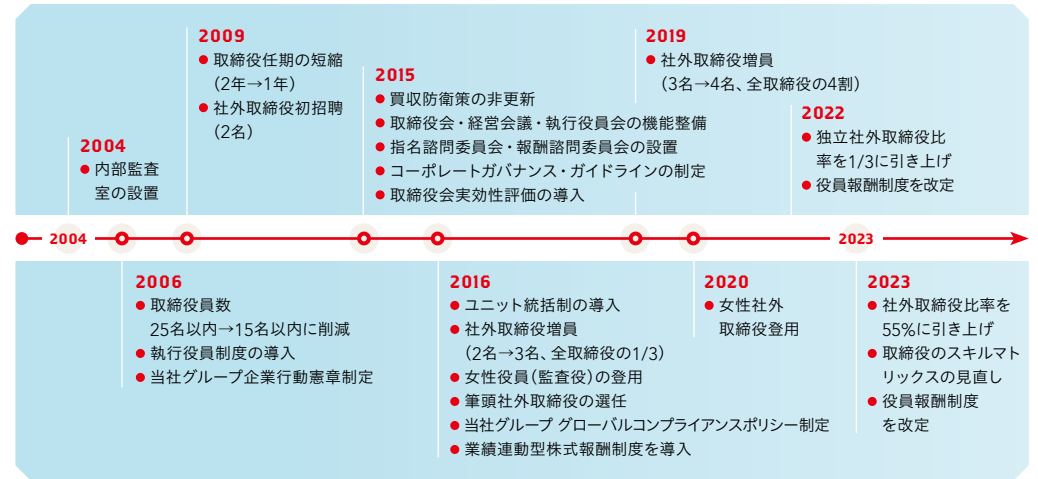 2004
● 内部監査
室の設置
2009
● 取締役任期の短縮
(2年→1年)
● 社外取締役初招聘
(2名)
2015
● 買収防衛策の非更新
● 取締役会・経営会議・執行役員会の機能整備
● 指名諮問委員会・報酬諮問委員会の設置
● コーポレートガバナンス・ガイドラインの制定
● 取締役会実効性評価の導入
2019
● 社外取締役増員
(3名→4名、全取締役の4割)
2022
● 独立社外取締役比
率を1/3に引き上げ
● 役員報酬制度を改定
2004
2023
2006
● 取締役員数
25名以内→15名以内に削減
● 執行役員制度の導入
● 当社グループ企業行動憲章制定
2016
● ユニット統括制の導入
● 社外取締役増員
(2名→3名、全取締役の1/3)
● 女性役員(監査役)の登用
● 筆頭社外取締役の選任
● 当社グループ グローバルコンプライアンスポリシー制定
● 業績連動型株式報酬制度を導入
2020
● 女性社外
取締役登用
2023
● 社外取締役比率を
55%に引き上げ
● 取締役のスキルマト
リックスの見直し
● 役員報酬制度
を改定